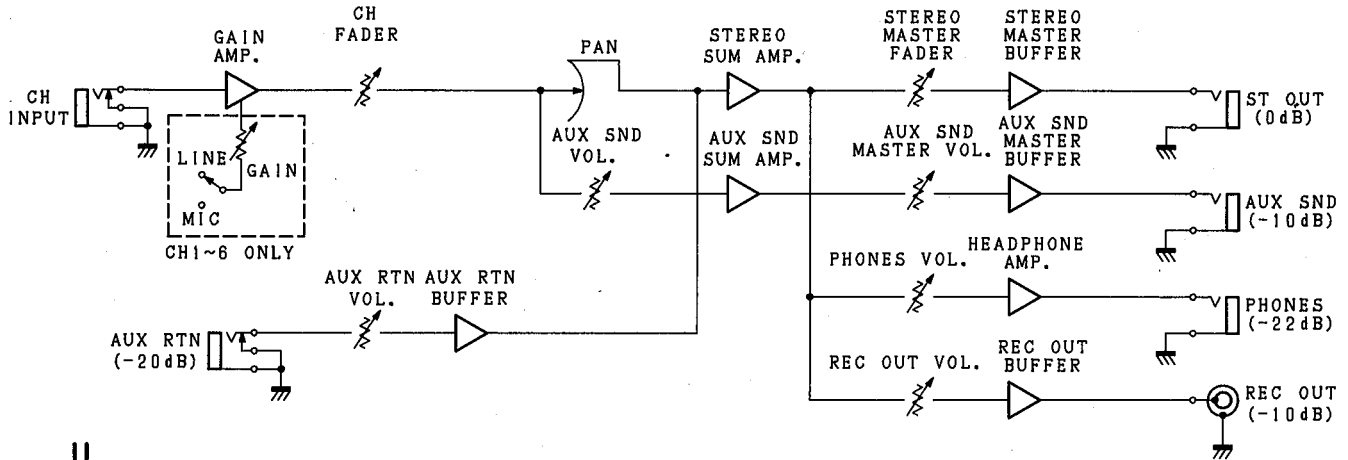 CH
FADER
GAIN
AMP.
PAN
STEREO
SUM AMP.
STEREO
MASTER
FADER
STEREO
MASTER
BUFFER
CH
INPUT
ST OUT
(0dB)
LINE
GAIN
MIC
CH1~6 ONLY
AUX SND
VOL.
AUX SND
SUM AMP.
AUX SND
MASTER VOL.
AUX SND
MASTER
BUFFER
AUX SND
(-10dB)
AUX RTN
VOL.
AUX RTN
BUFFER
PHONES VOL.
HEADPHONE
AMP.
AUX RTN
(-20dB)
PHONES
(-22dB)
REC OUT VOL.
REC OUT
BUFFER
REC OUT
(-10dB)